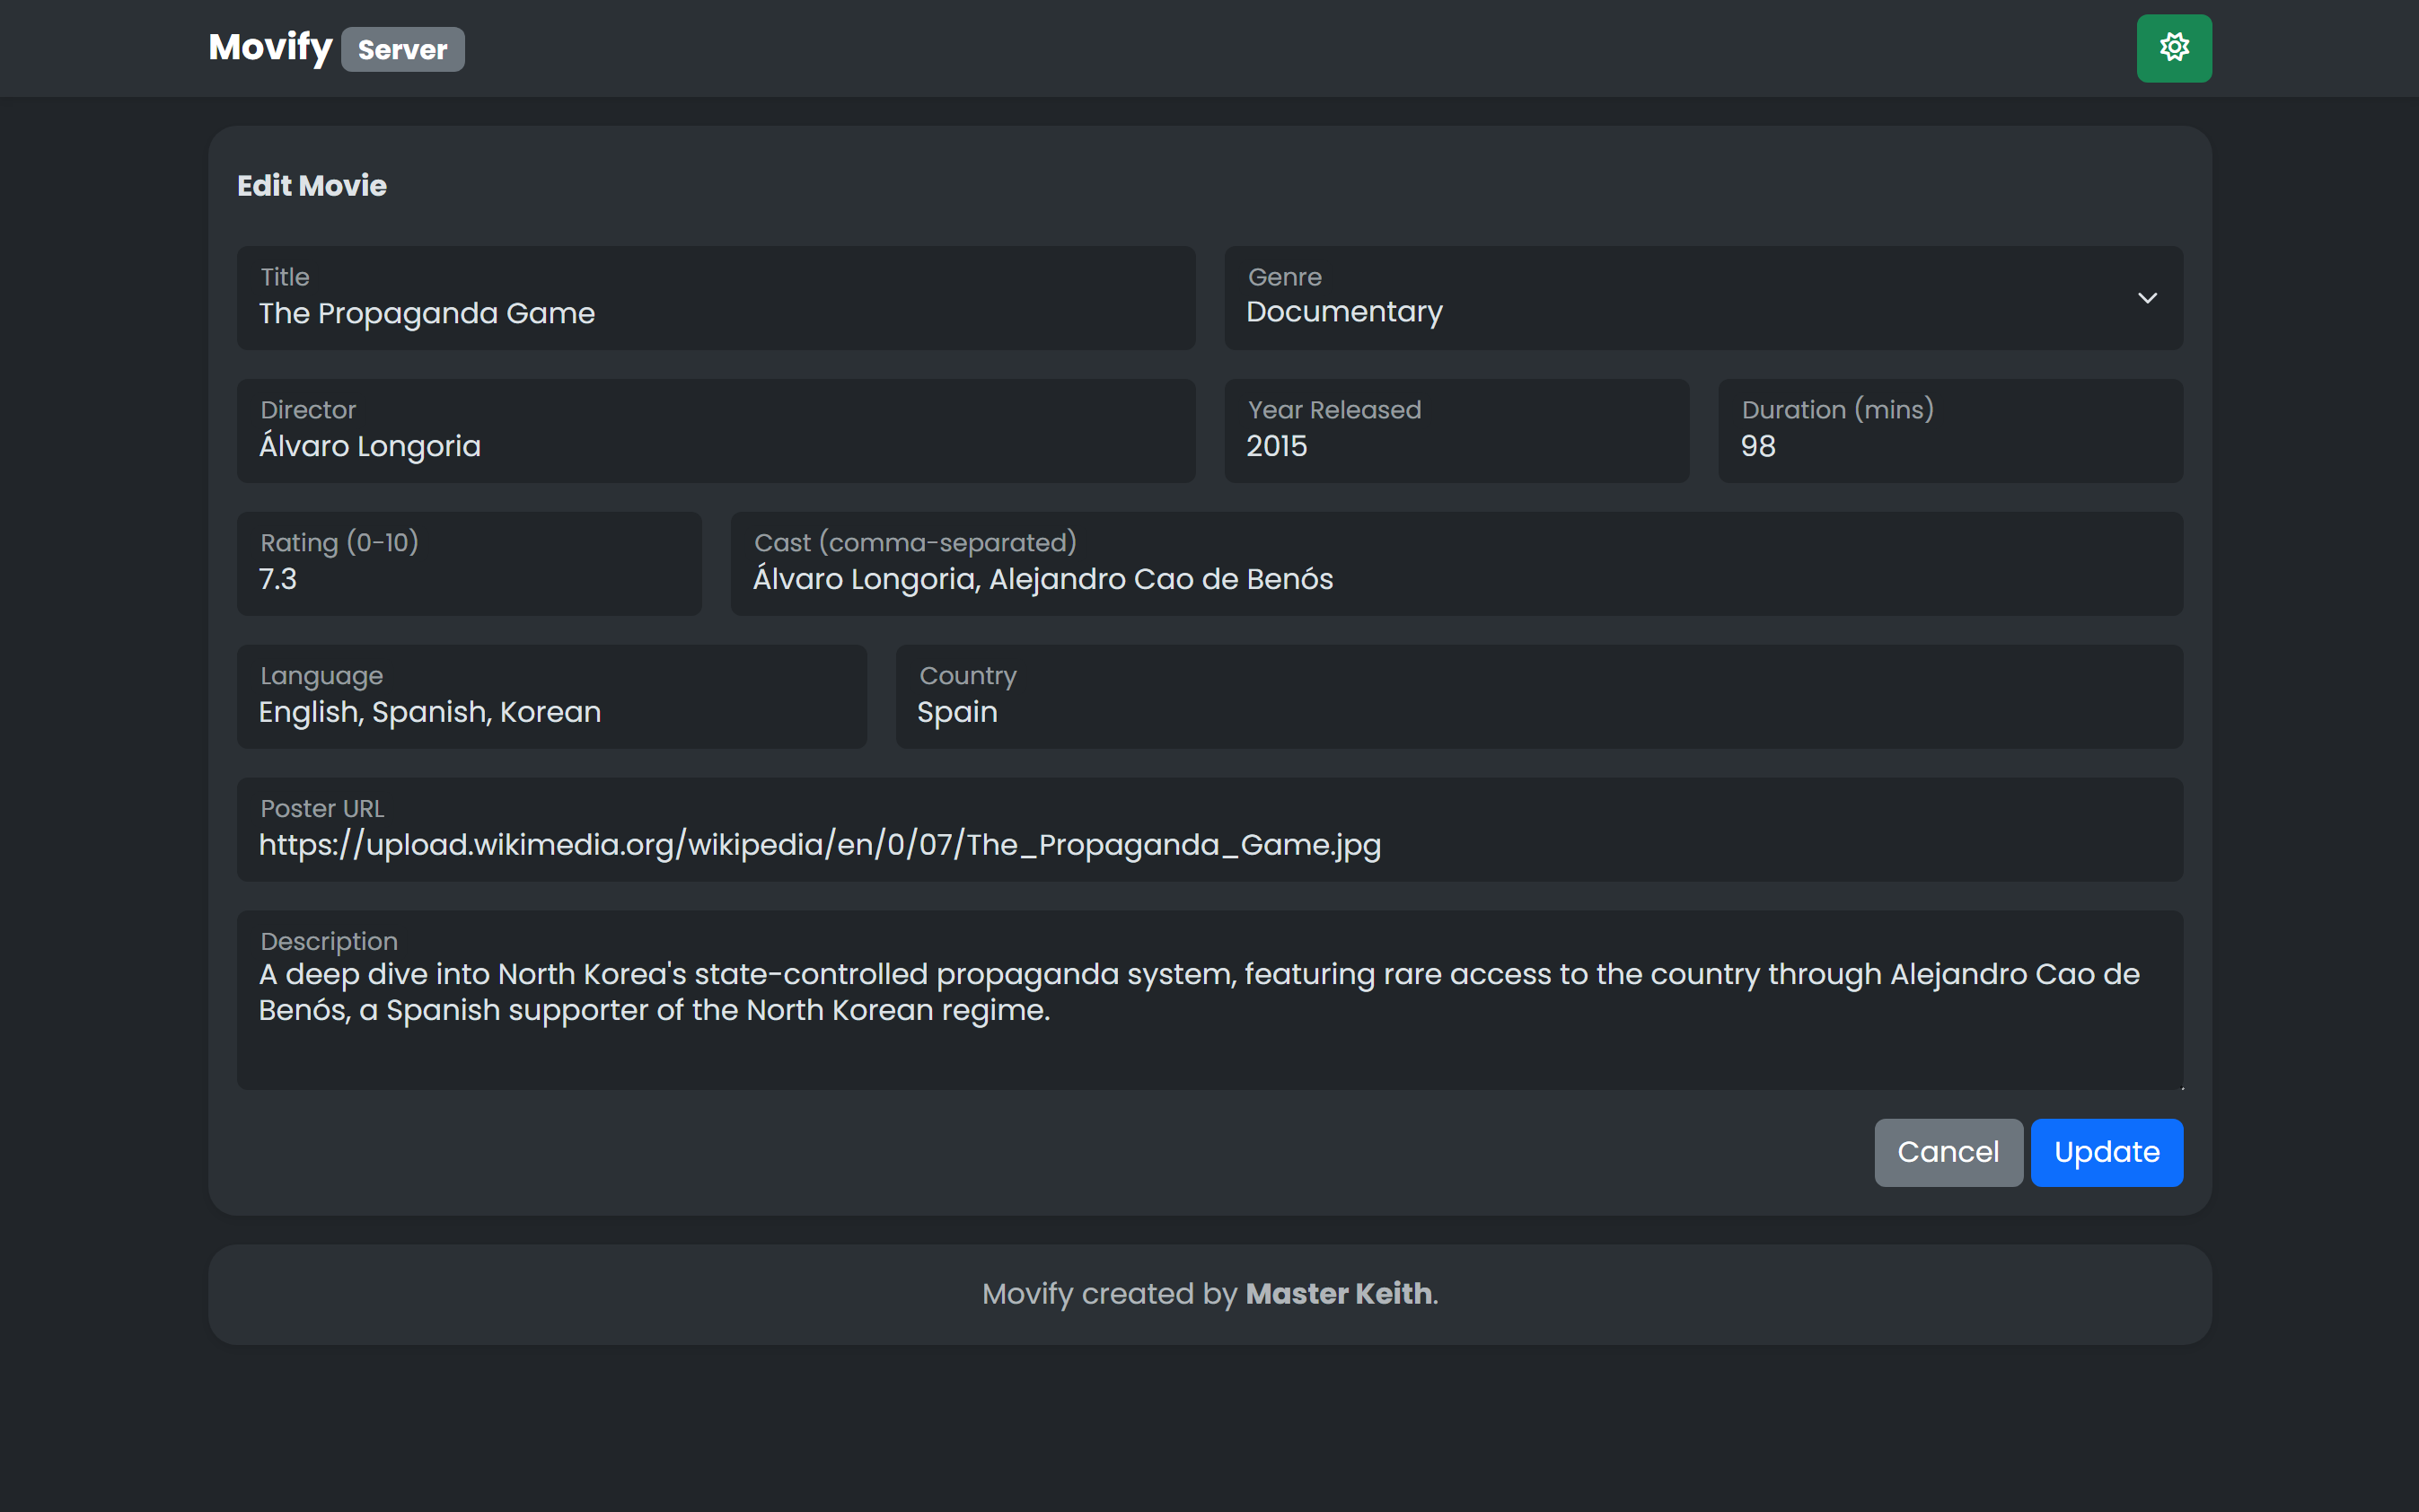 Movify Server
Edit Movie
Title
The Propaganda Game
Genre
Documentary
Director
Álvaro Longoria
Year Released
2015
Duration (mins)
98
Rating (0-10)
7.3
Cast (comma-separated)
Álvaro Longoria, Alejandro Cao de Benós
Language
English, Spanish, Korean
Country
Spain
Poster URL
https://upload.wikimedia.org/wikipedia/en/0/07/The_Propaganda_Game.jpg
Description
A deep dive into North Korea's state-controlled propaganda system, featuring rare access to the country through Alejandro Cao de
Benós, a Spanish supporter of the North Korean regime.
Cancel Update
Movify created by Master Keith.